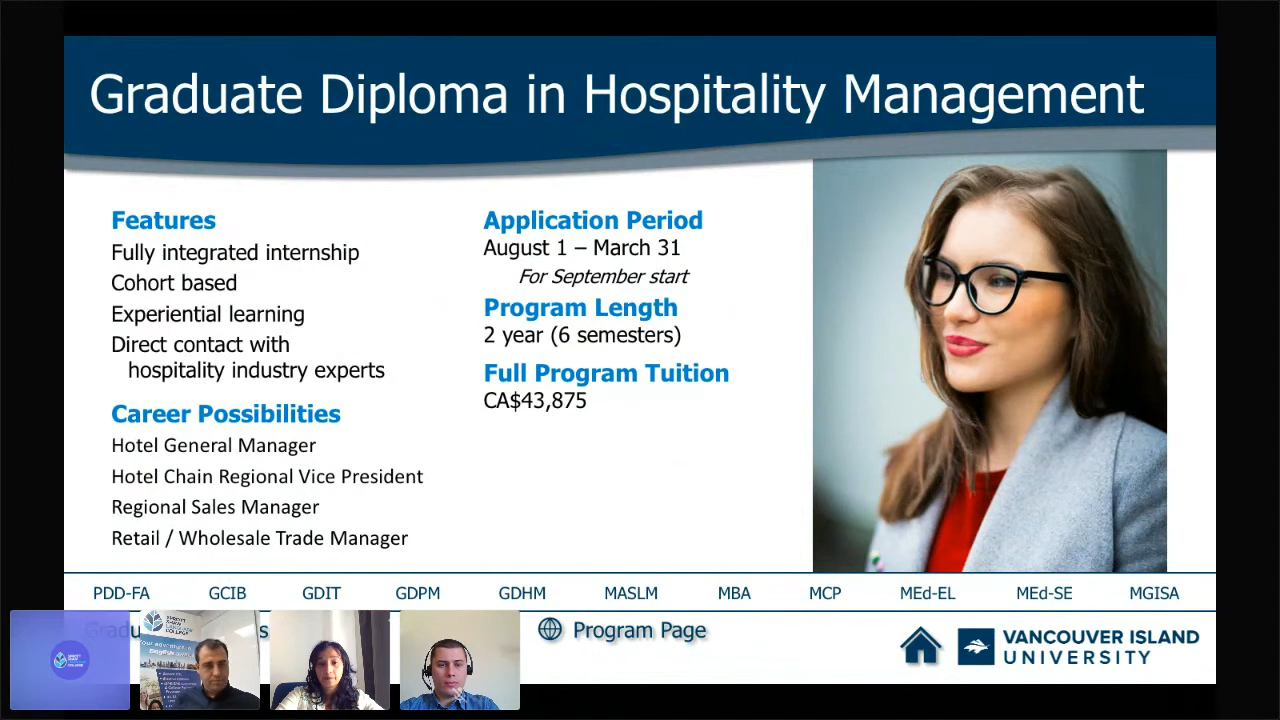 Graduate Diploma in Hospitality Management
Features
Fully integrated internship
Cohort based
Experiential learning
Direct contact with
hospitality industry experts
Career Possibilities
Hotel General Manager
Hotel Chain Regional Vice President
Regional Sales Manager
Retail / Wholesale Trade Manager
Application Period
August 1 – March 31
For September start
Program Length
2 year (6 semesters)
Full Program Tuition
CA$43,875
PDD-FA GCIB GDIT GDPM GDHM MASLM MBA MCP MEd-EL MEd-SE MGISA
Program Page
VANCOUVER ISLAND
UNIVERSITY